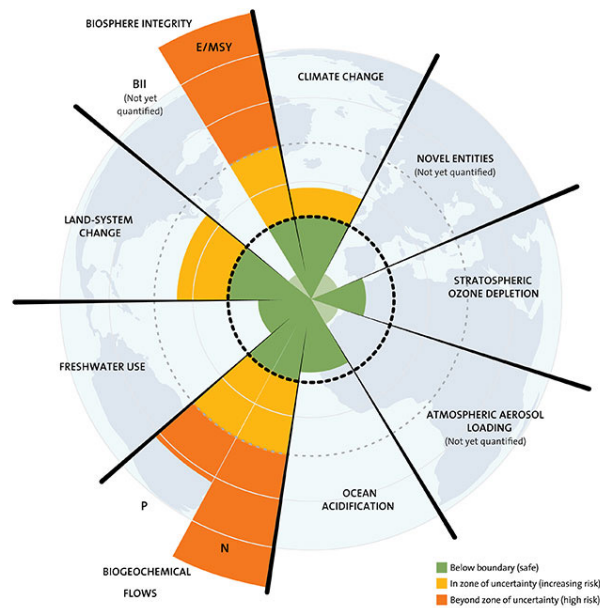 BIOSPHERE INTEGRITY
E/MSY
CLIMATE CHANGE
BII
(Not yet
quantified)
NOVEL ENTITIES
(Not yet quantified)
LAND-SYSTEM
CHANGE
STRATOSPHERIC
OZONE DEPLETION
FRESHWATER USE
ATMOSPHERIC AEROSOL
LOADING
(Not yet quantified)
OCEAN
ACIDIFICATION
P
N
BIOGEOCHEMICAL
FLOWS
Below boundary (safe)
In zone of uncertainty (increasing risk)
Beyond zone of uncertainty (high risk)